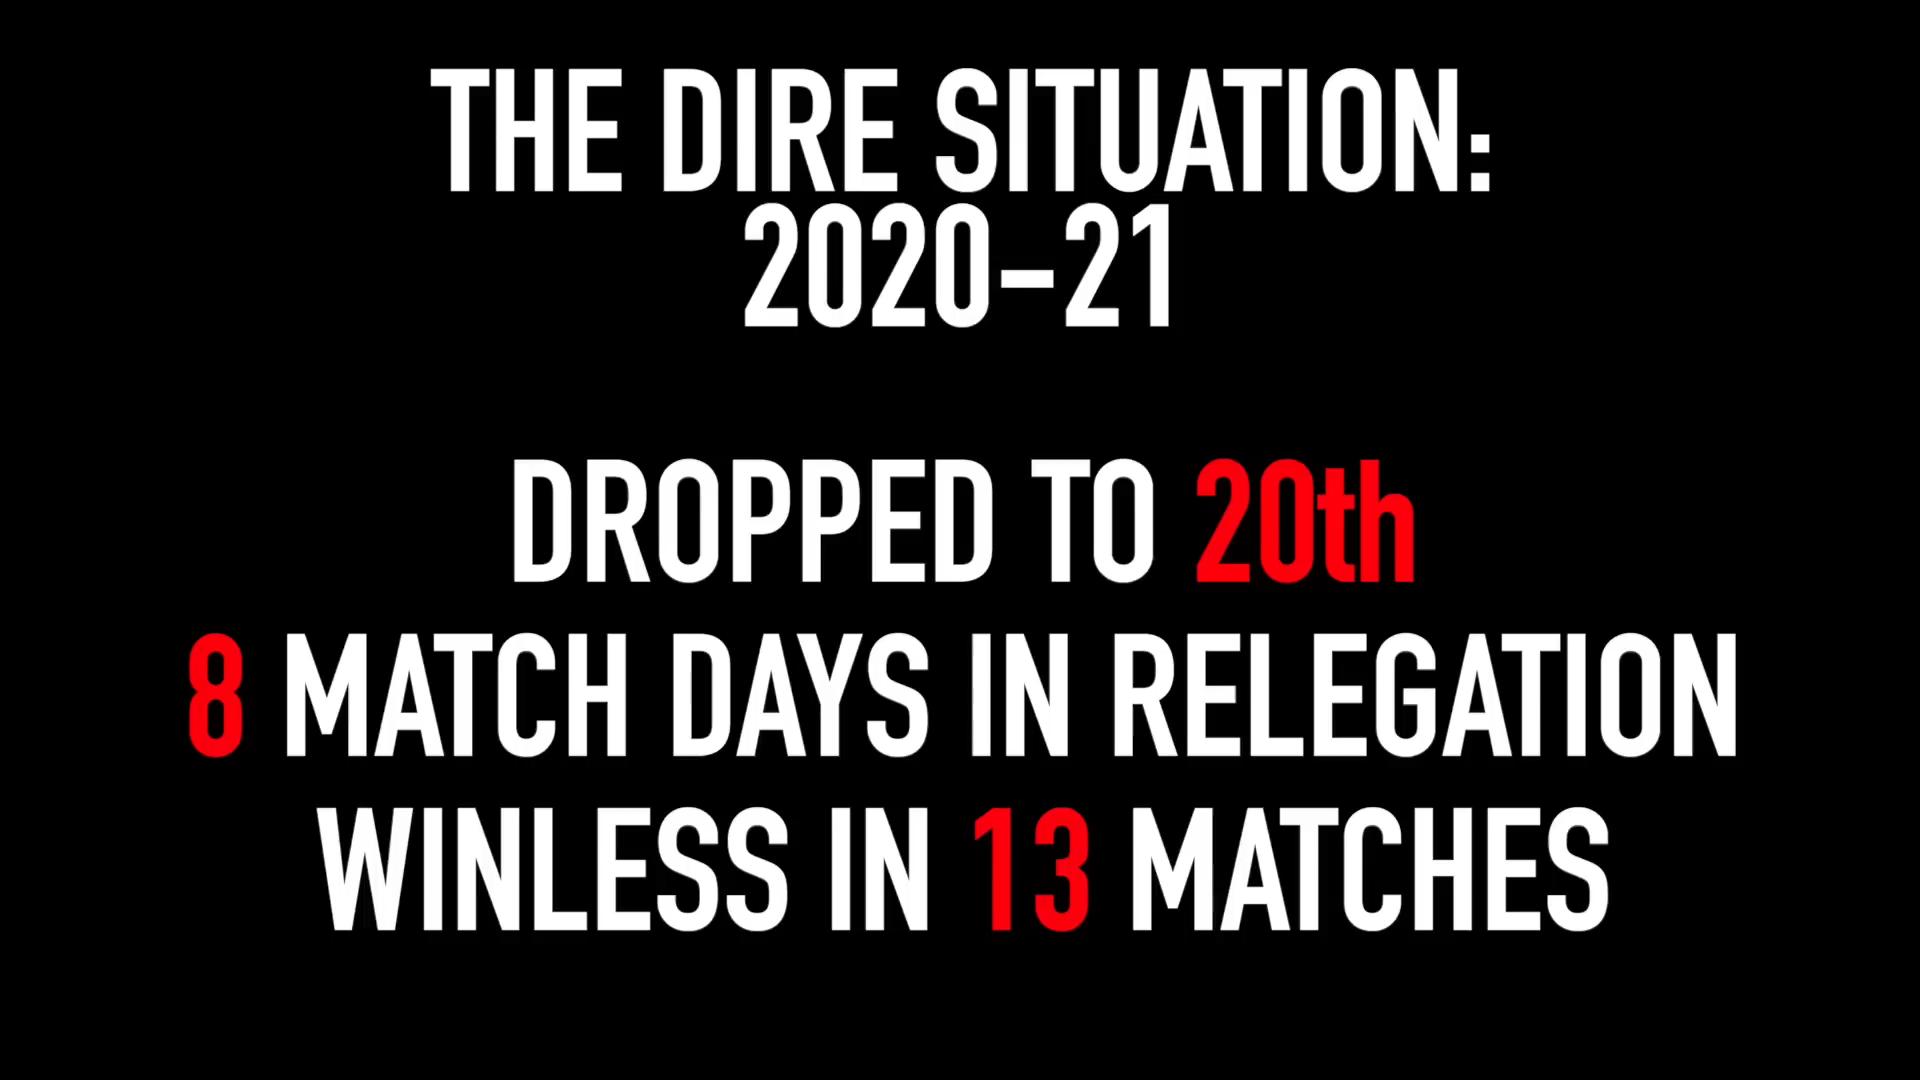 THE DIRE SITUATION:
2020-21
DROPPED TO 20th
8 MATCH DAYS IN RELEGATION
WINLESS IN 13 MATCHES